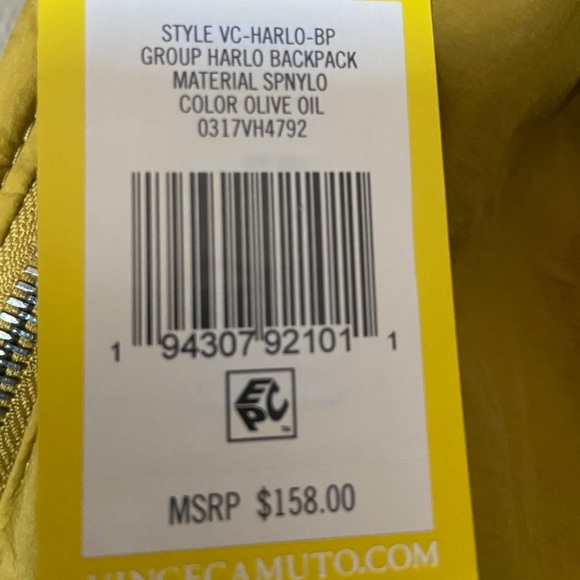 STYLE VC-HARLO-BP
GROUP HARLO BACKPACK
MATERIAL SPNYLO
COLOR OLIVE OIL
0317VH4792
1 94307 92101 1
EPC ™
MSRP $158.00
VINCECAMUTO.COM